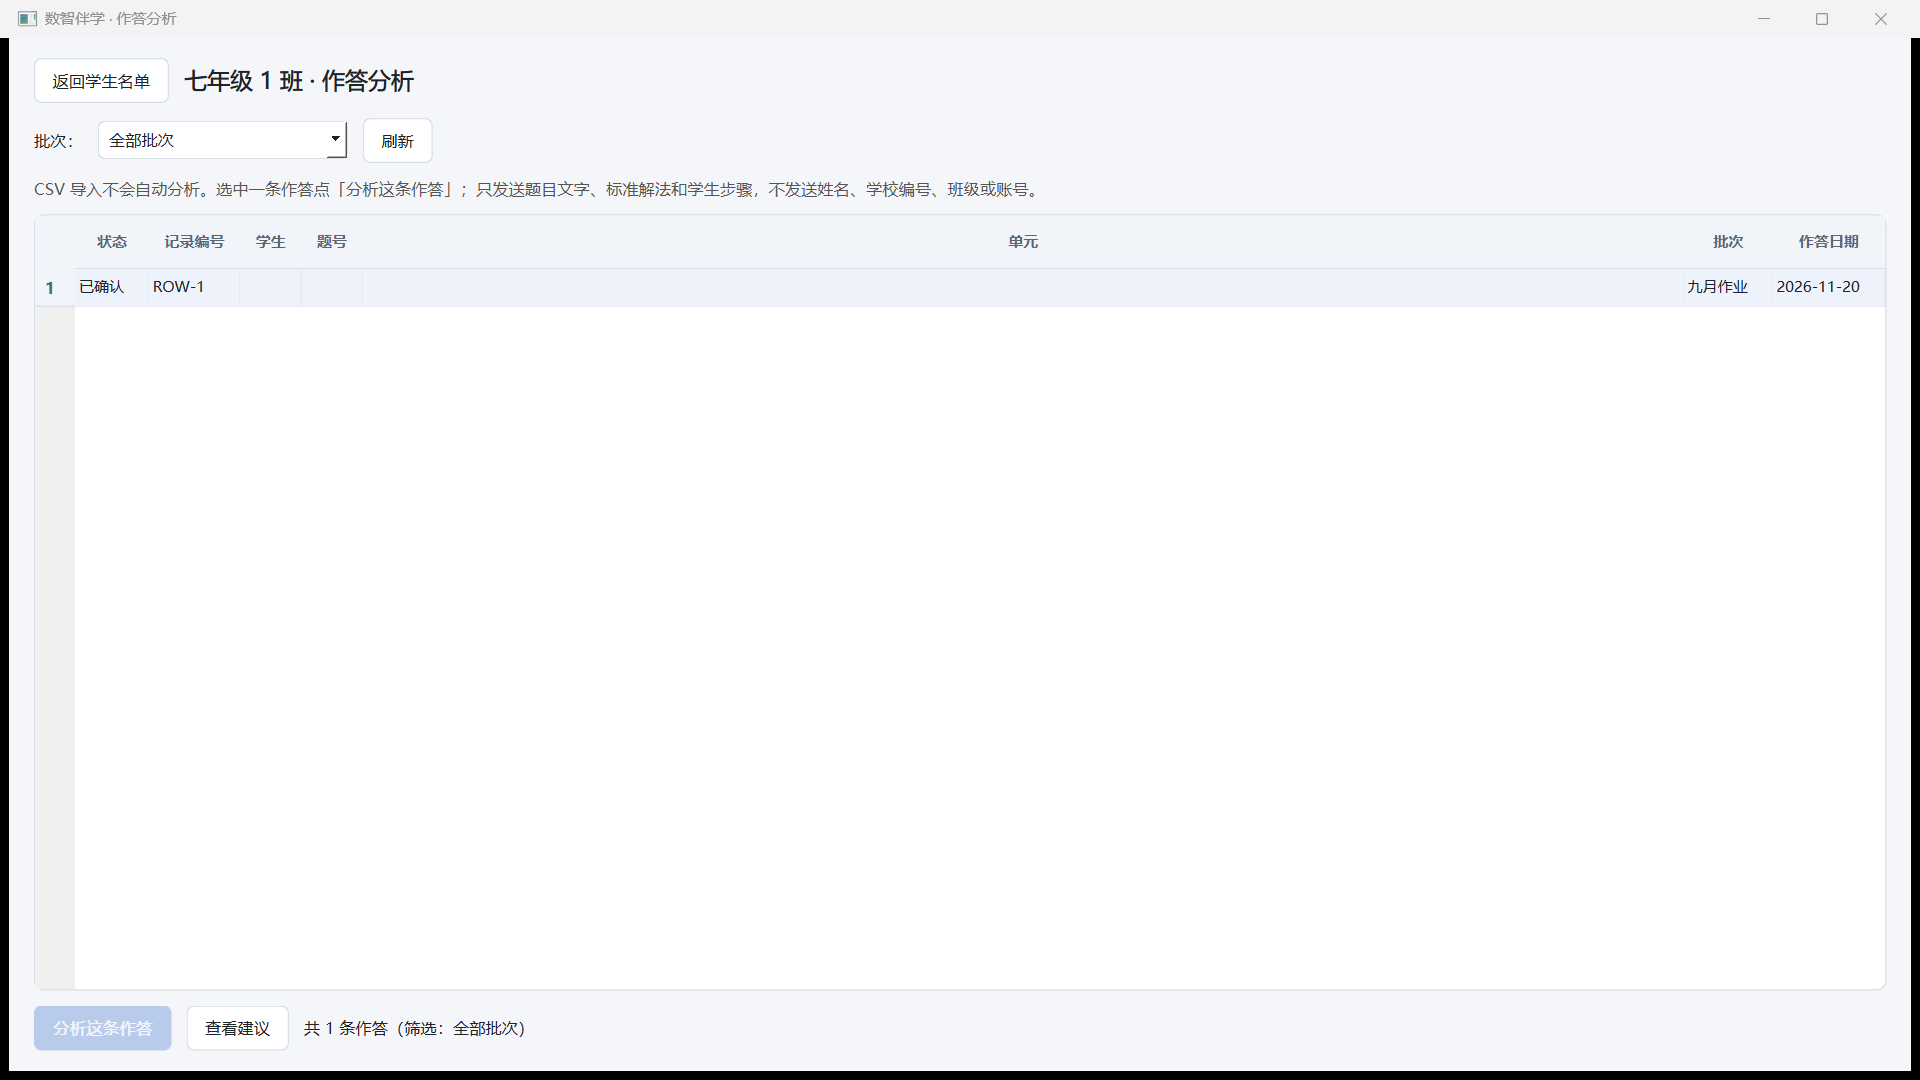 数智伴学 · 作答分析
返回学生名单 七年级 1 班 · 作答分析
批次： 全部批次 刷新
CSV 导入不会自动分析。选中一条作答点「分析这条作答」；只发送题目文字、标准解法和学生步骤，不发送姓名、学校编号、班级或账号。
状态 记录编号 学生 题号 单元 批次 作答日期
1 已确认 ROW-1 九月作业 2026-11-20
分析这条作答 查看建议 共 1 条作答（筛选：全部批次）